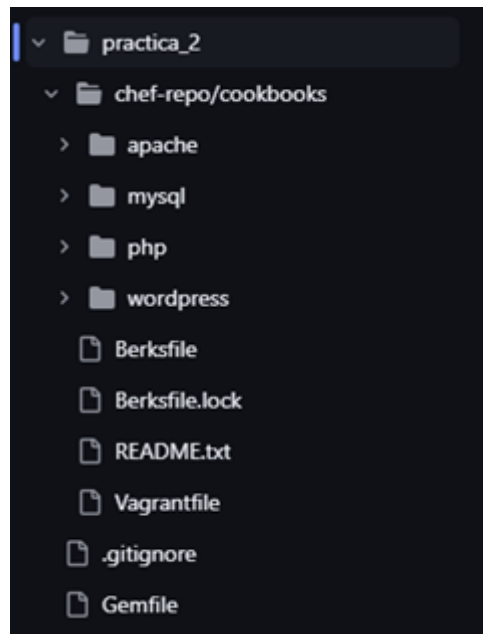 practica_2
chef-repo/cookbooks
apache
mysql
php
wordpress
Berksfile
Berksfile.lock
README.txt
Vagrantfile
.gitignore
Gemfile